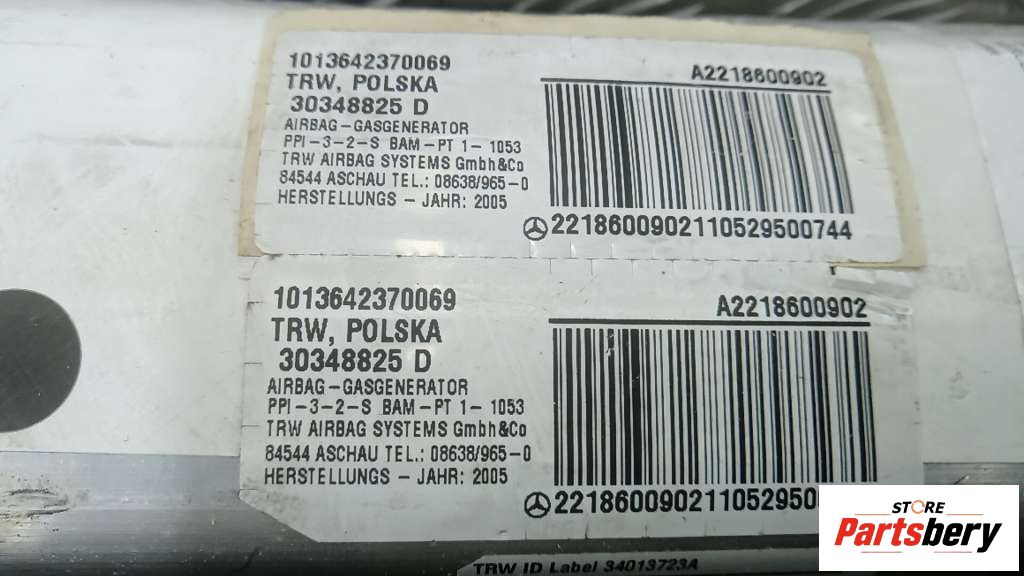 1013642370069
TRW, POLSKA
30348825 D
AIRBAG-GASGENERATOR
PPI-3-2-S BAM-PT 1- 1053
TRW AIRBAG SYSTEMS Gmbh&Co
84544 ASCHAU TEL.: 08638/965-0
HERSTELLUNGS - JAHR: 2005
A2218600902
2218600902110529500744
1013642370069
TRW, POLSKA
30348825 D
AIRBAG-GASGENERATOR
PPI-3-2-S BAM-PT 1- 1053
TRW AIRBAG SYSTEMS Gmbh&Co
84544 ASCHAU TEL.: 08638/965-0
HERSTELLUNGS - JAHR: 2005
A2218600902
TRW ID Label 34013723A
STORE
Partsbery